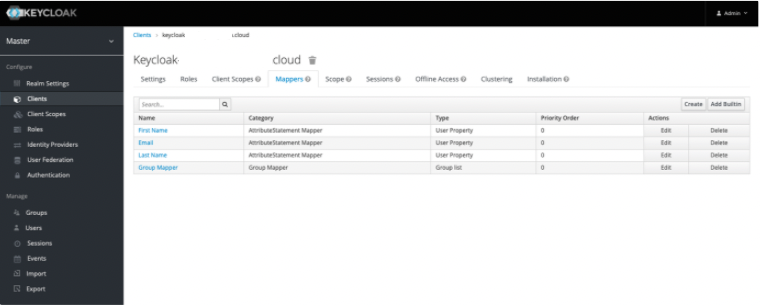 KEYCLOAK
Admin
Master
Clients > keycloak cloud
Keycloak- cloud
Settings Roles Client Scopes Mappers Scope Sessions Offline Access Clustering Installation
Search...
Create Add Builtin
Name Category Type Priority Order Actions
First Name AttributeStatement Mapper User Property 0 Edit Delete
Email AttributeStatement Mapper User Property 0 Edit Delete
Last Name AttributeStatement Mapper User Property 0 Edit Delete
Group Mapper Group Mapper Group list 0 Edit Delete
Configure
Realm Settings
Clients
Client Scopes
Roles
Identity Providers
User Federation
Authentication
Manage
Groups
Users
Sessions
Events
Import
Export